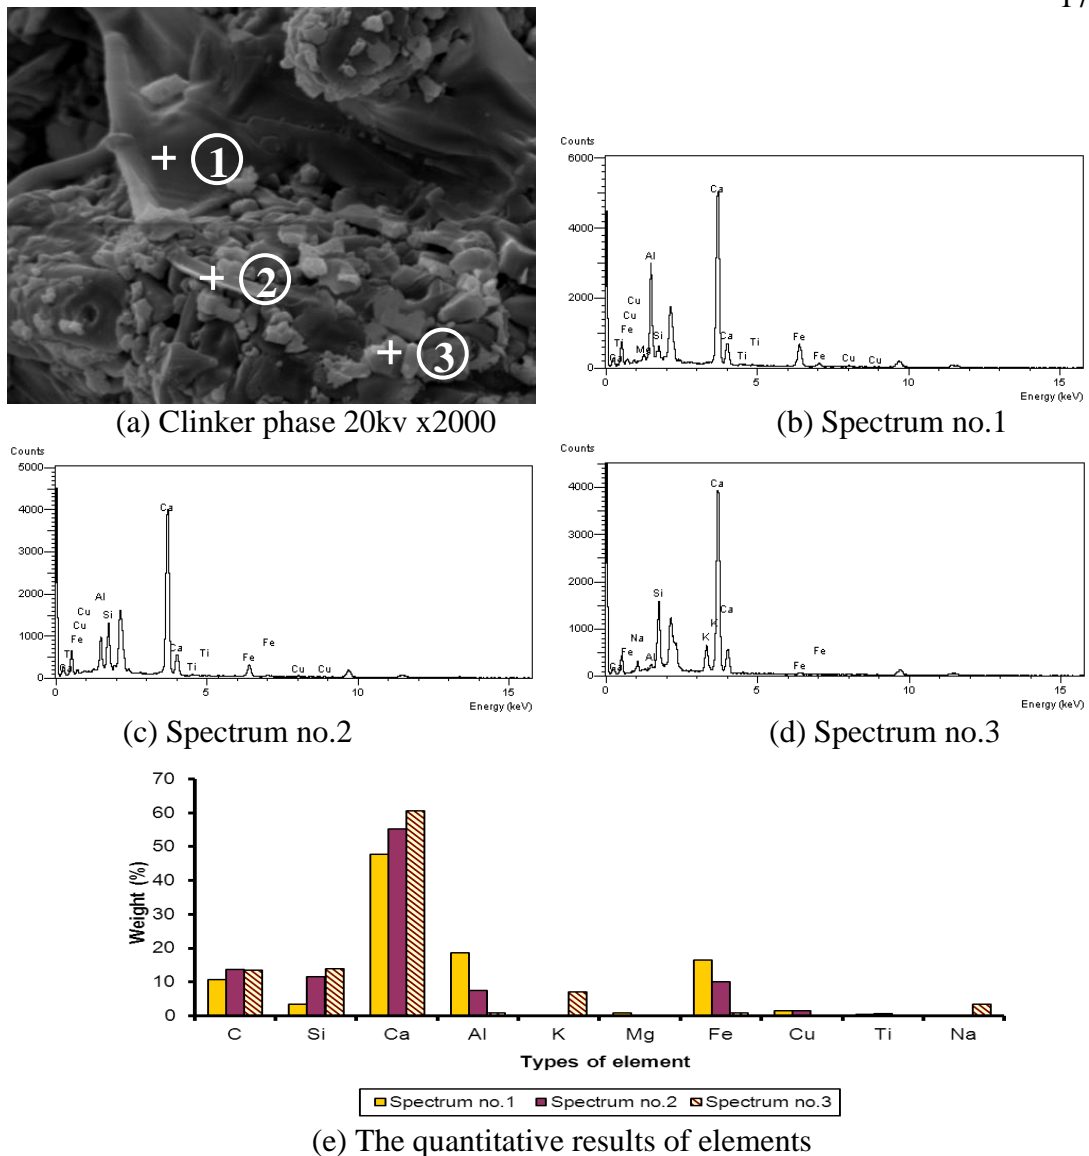 17
1
2
3
(a) Clinker phase 20kv x2000
Counts
6000
4000
2000
0
Ca
Al
Cu
Cu
Fe
Ti
Ca
Mg
Si
Ca
Ti
Ti
Fe
Fe
Cu
Cu
0
5
10
15
Energy (keV)
(b) Spectrum no.1
Counts
5000
4000
3000
2000
1000
0
Ca
Al
Cu
Si
Cu
Fe
Ti
Ca
Ca
Ti
Ti
Fe
Fe
Cu
Cu
0
5
10
15
Energy (keV)
(c) Spectrum no.2
Counts
4000
3000
2000
1000
0
Ca
Si
Ca
K
Na
K
Fe
Al
Ca
Fe
Fe
0
5
10
15
Energy (keV)
(d) Spectrum no.3
Weight (%)
70
60
50
40
30
20
10
0
C Si Ca Al K Mg Fe Cu Ti Na
Types of element
Spectrum no.1 Spectrum no.2 Spectrum no.3
(e) The quantitative results of elements